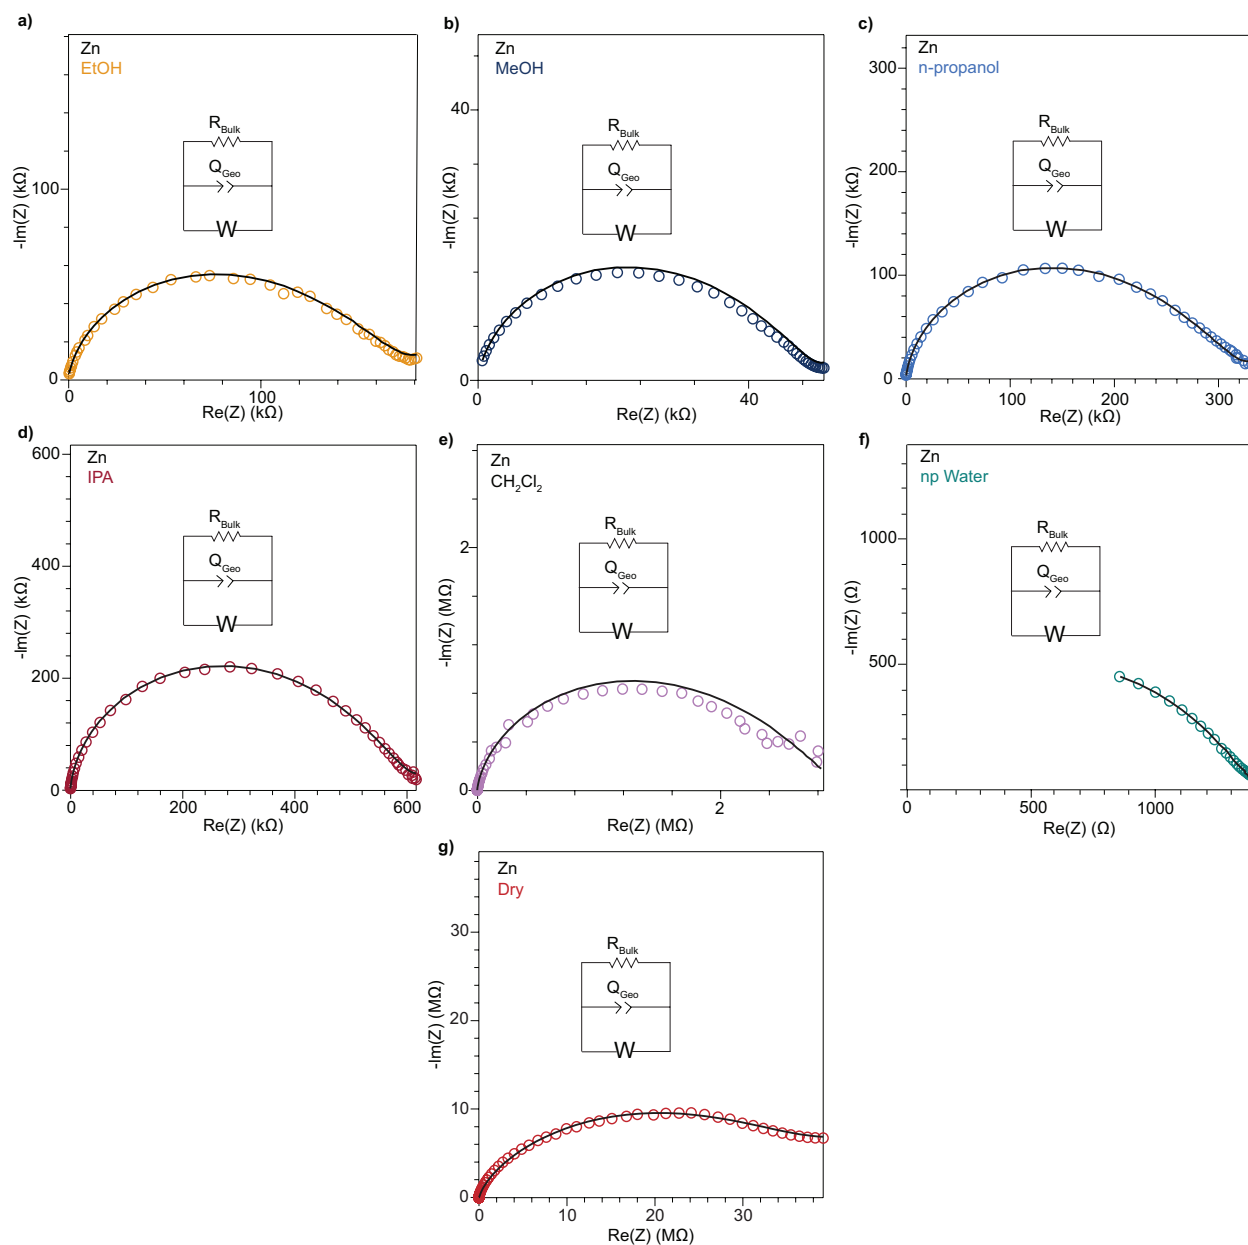 a)
Zn
EtOH
R_Bulk
Q_Geo
W
-Im(Z) (kΩ)
100
0
0
100
Re(Z) (kΩ)
b)
Zn
MeOH
R_Bulk
Q_Geo
W
-Im(Z) (kΩ)
40
0
0
40
Re(Z) (kΩ)
c)
Zn
n-propanol
R_Bulk
Q_Geo
W
-Im(Z) (kΩ)
300
200
100
0
0
100
200
300
Re(Z) (kΩ)
d)
Zn
IPA
R_Bulk
Q_Geo
W
-Im(Z) (kΩ)
600
400
200
0
0
200
400
600
Re(Z) (kΩ)
e)
Zn
CH₂Cl₂
R_Bulk
Q_Geo
W
-Im(Z) (MΩ)
2
0
0
2
Re(Z) (MΩ)
f)
Zn
np Water
R_Bulk
Q_Geo
W
-Im(Z) (Ω)
1000
500
0
0
500
1000
Re(Z) (Ω)
g)
Zn
Dry
R_Bulk
Q_Geo
W
-Im(Z) (MΩ)
30
20
10
0
0
10
20
30
Re(Z) (MΩ)